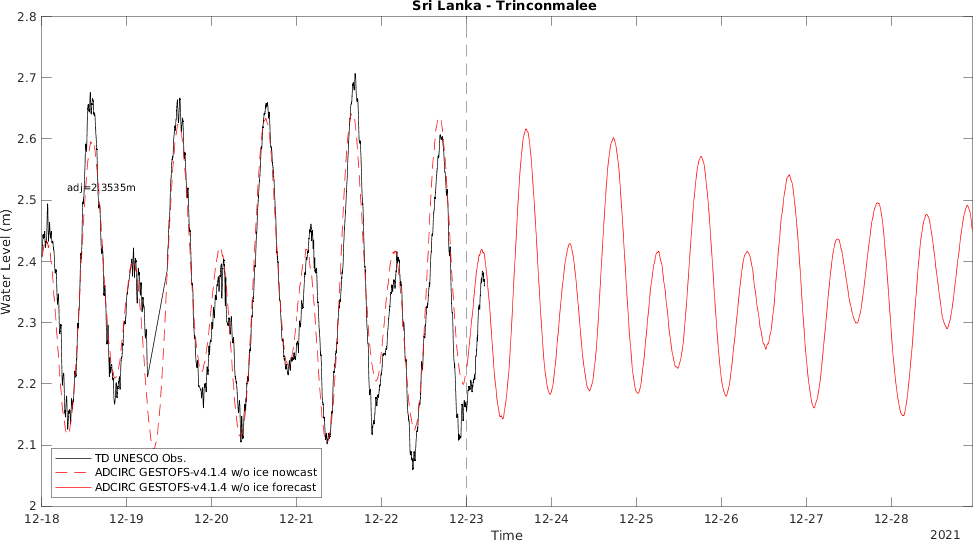 Sri Lanka - Trinconmalee
2.8
2.7
2.6
2.5
2.4
2.3
2.2
2.1
2
Water Level (m)
adj=2.3535m
TD UNESCO Obs.
ADCIRC GESTOFS-v4.1.4 w/o ice nowcast
ADCIRC GESTOFS-v4.1.4 w/o ice forecast
12-18 12-19 12-20 12-21 12-22 12-23 12-24 12-25 12-26 12-27 12-28
Time
2021